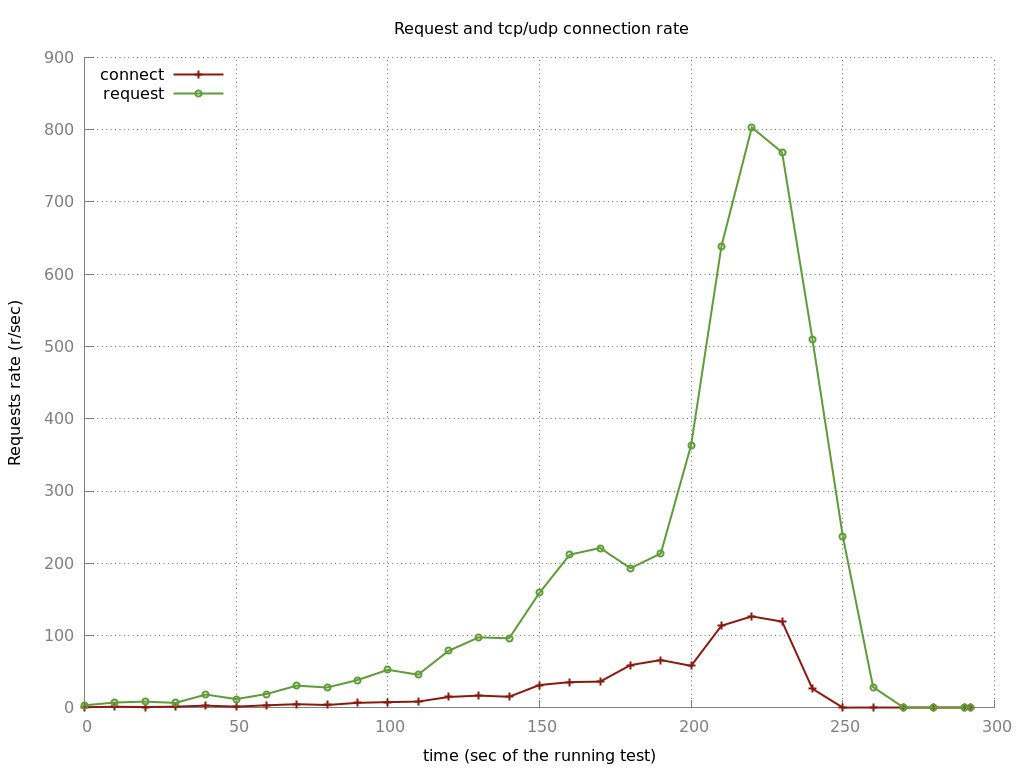 Request and tcp/udp connection rate
900
800
700
600
500
400
300
200
100
0
connect
request
Requests rate (r/sec)
0 50 100 150 200 250 300
time (sec of the running test)